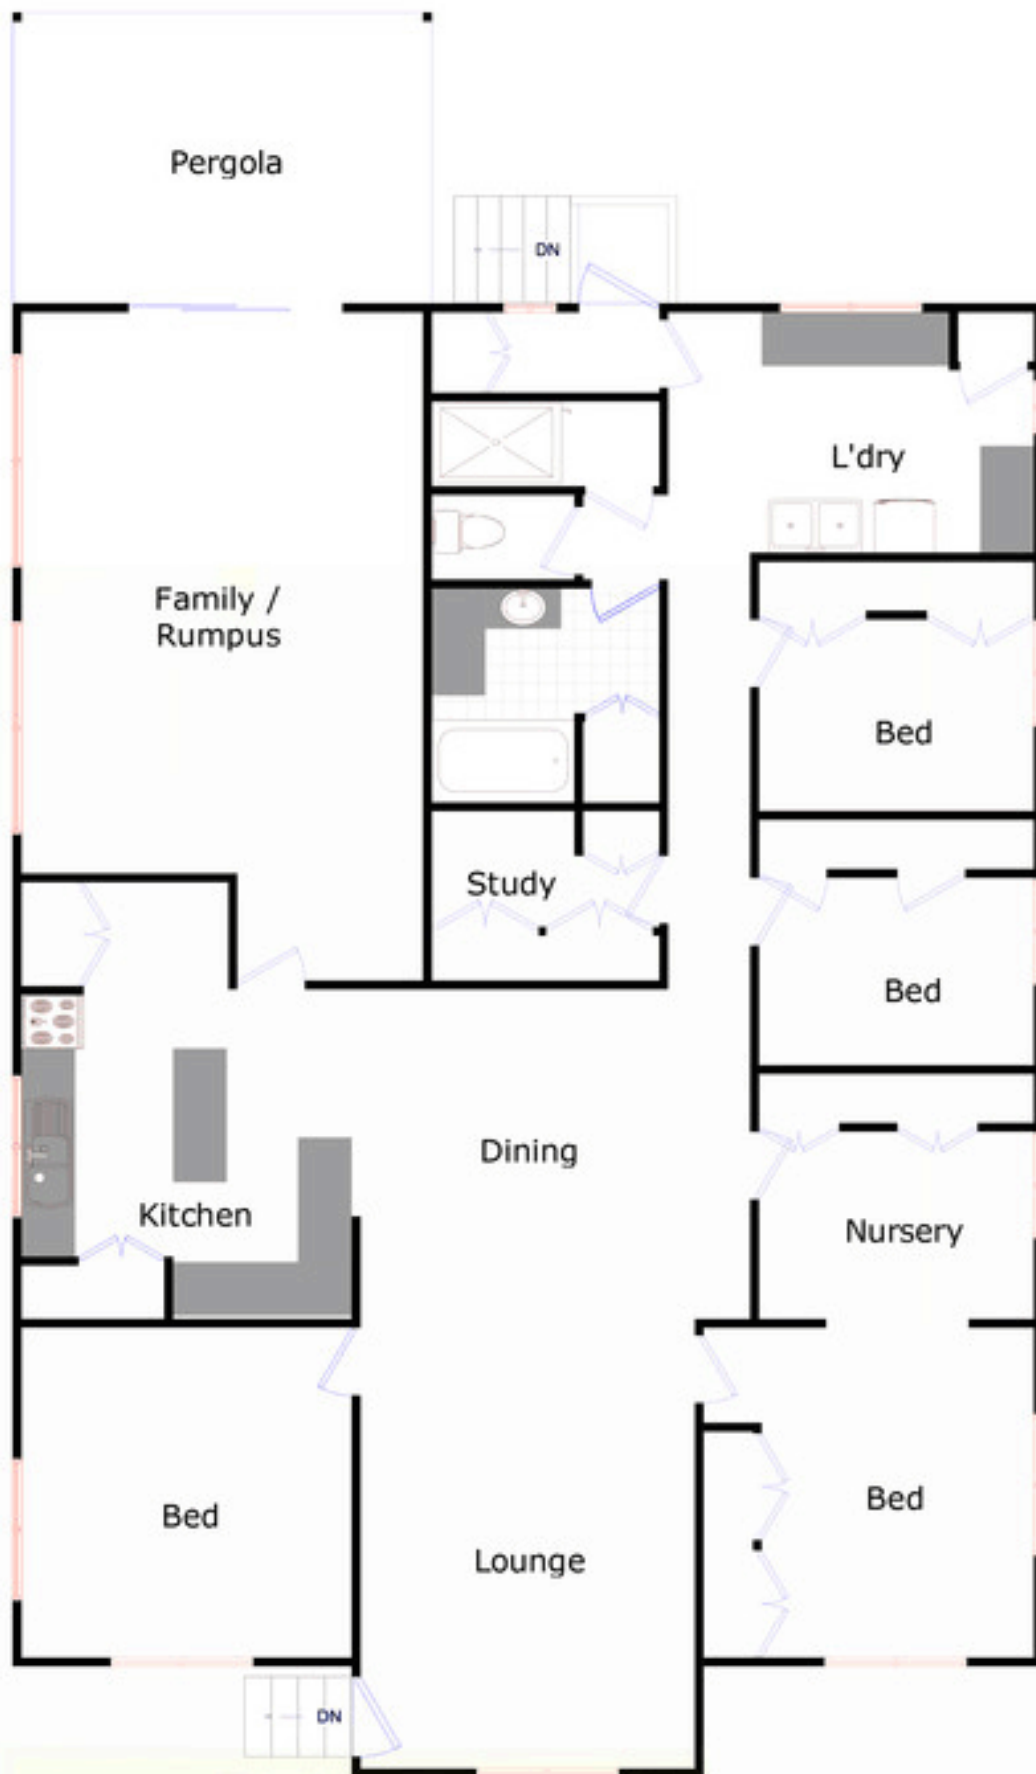 Pergola
DN
L'dry
Family /
Rumpus
Bed
Study
Bed
Dining
Kitchen
Nursery
Bed
Bed
Lounge
DN